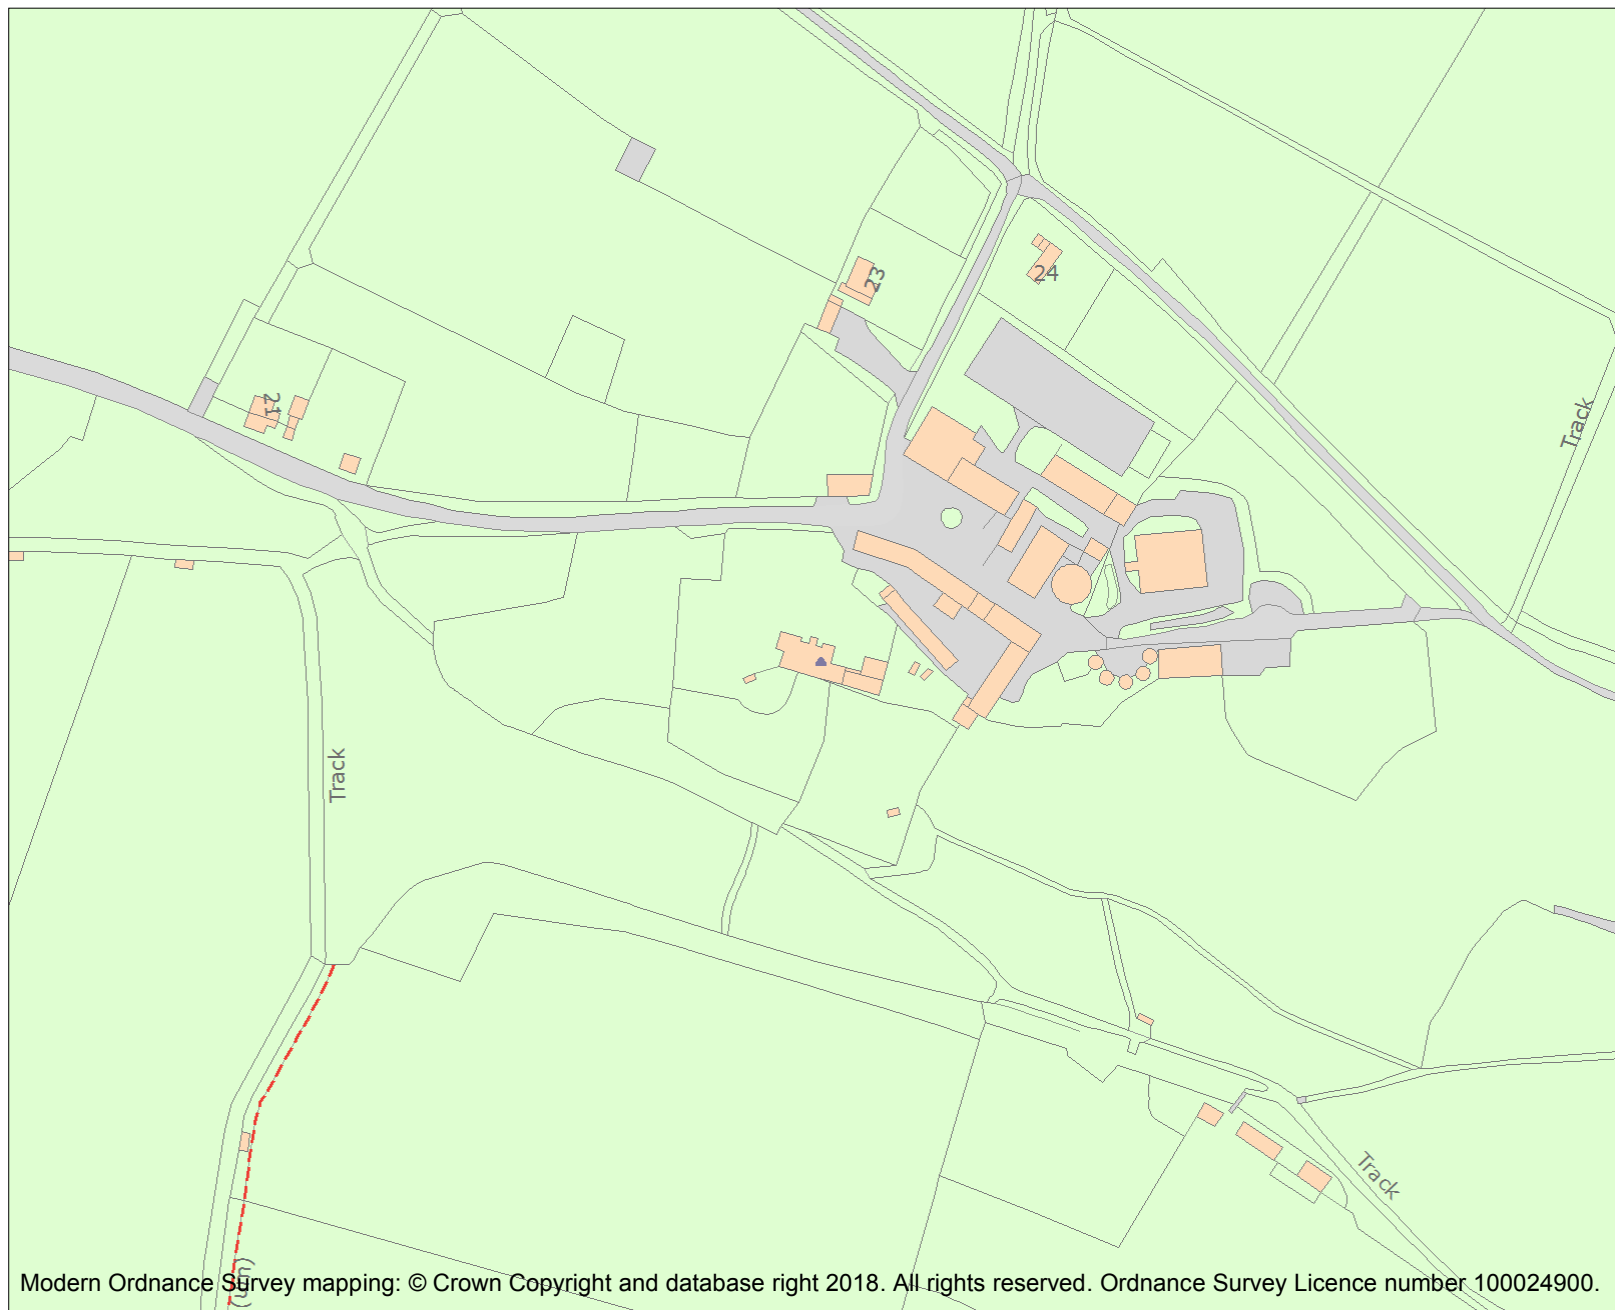 23
24
21
Track
Track
Track
(un)
Modern Ordnance Survey mapping: © Crown Copyright and database right 2018. All rights reserved. Ordnance Survey Licence number 100024900.